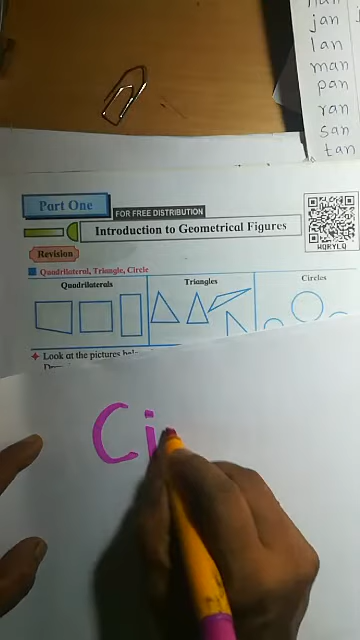 jan
lan
man
pan
ran
san
tan
Part One
FOR FREE DISTRIBUTION
Introduction to Geometrical Figures
Revision
Quadrilateral, Triangle, Circle
Quadrilaterals
Triangles
Circles
Look at the pictures
Ci